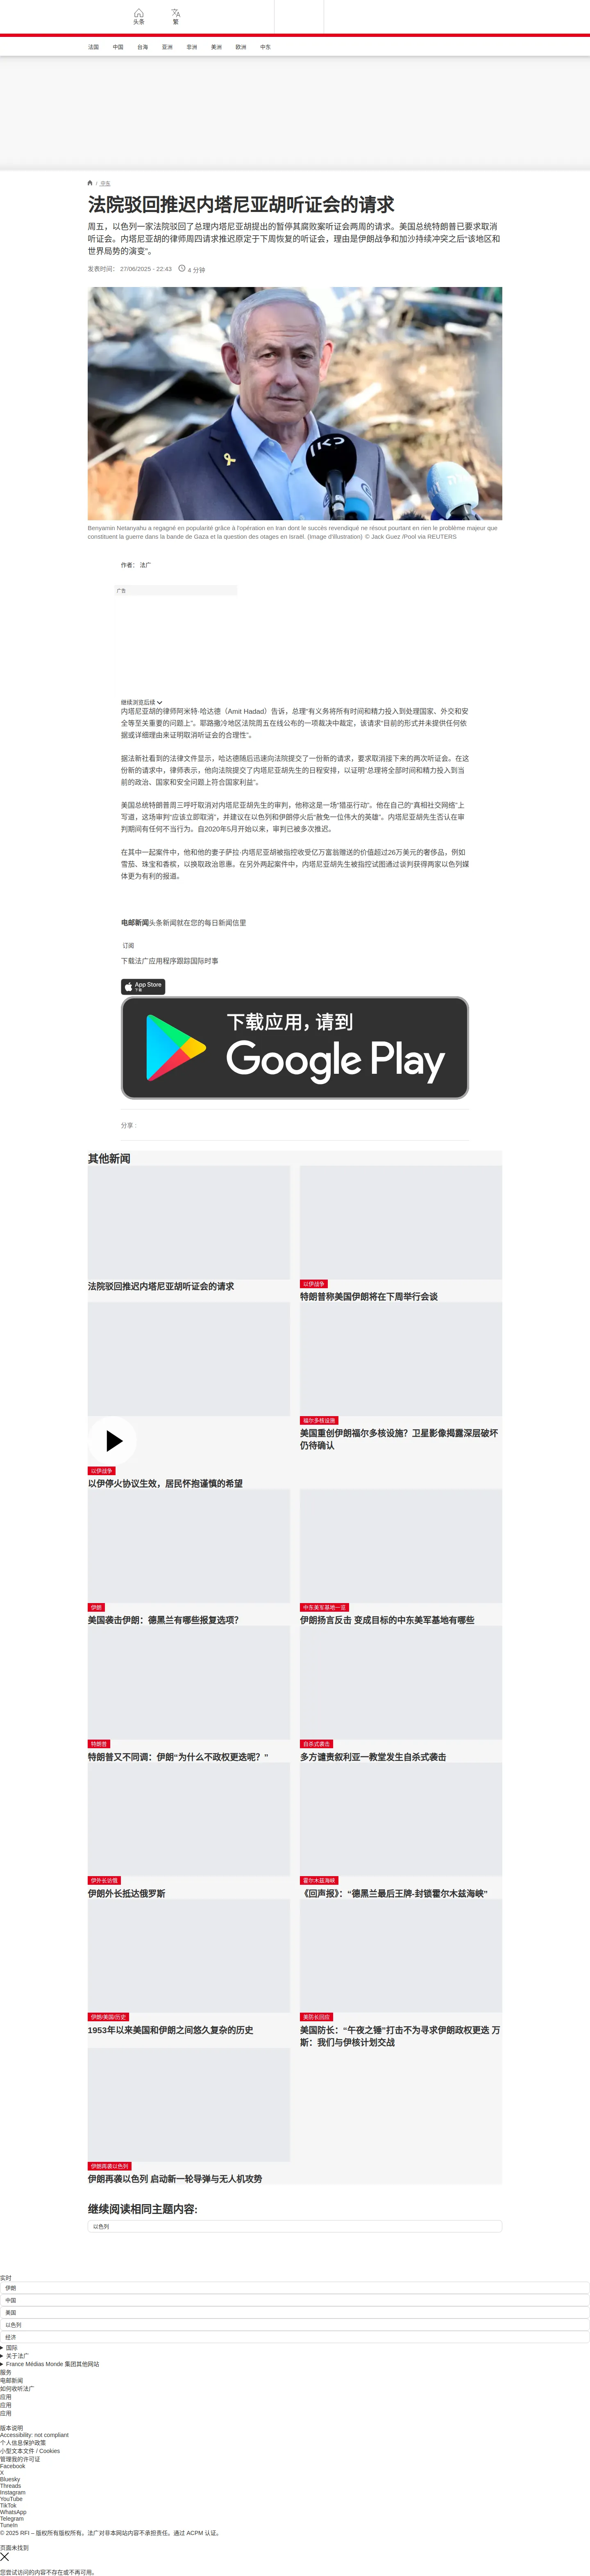 头条
繁
法国 中国 台海 亚洲 非洲 美洲 欧洲 中东
/ 中东
法院驳回推迟内塔尼亚胡听证会的请求
周五，以色列一家法院驳回了总理内塔尼亚胡提出的暂停其腐败案听证会两周的请求。美国总统特朗普已要求取消
听证会。内塔尼亚胡的律师周四请求推迟原定于下周恢复的听证会，理由是伊朗战争和加沙持续冲突之后“该地区和
世界局势的演变”。
发表时间： 27/06/2025 - 22:43 4 分钟
Benyamin Netanyahu a regagné en popularité grâce à l'opération en Iran dont le succès revendiqué ne résout pourtant en rien le problème majeur que
constituent la guerre dans la bande de Gaza et la question des otages en Israël. (Image d'illustration) © Jack Guez /Pool via REUTERS
作者： 法广
广告
继续浏览后续
内塔尼亚胡的律师阿米特·哈达德（Amit Hadad）告诉，总理“有义务将所有时间和精力投入到处理国家、外交和安
全等至关重要的问题上”。耶路撒冷地区法院周五在线公布的一项裁决中裁定，该请求“目前的形式并未提供任何依
据或详细理由来证明取消听证会的合理性”。
据法新社看到的法律文件显示，哈达德随后迅速向法院提交了一份新的请求，要求取消接下来的两次听证会。在这
份新的请求中，律师表示，他向法院提交了内塔尼亚胡先生的日程安排，以证明“总理将全部时间和精力投入到当
前的政治、国家和安全问题上符合国家利益”。
美国总统特朗普周三呼吁取消对内塔尼亚胡先生的审判，他称这是一场“猎巫行动”。他在自己的“真相社交网络”上
写道，这场审判“应该立即取消”，并建议在以色列和伊朗停火后“赦免一位伟大的英雄”。内塔尼亚胡先生否认在审
判期间有任何不当行为。自2020年5月开始以来，审判已被多次推迟。
在其中一起案件中，他和他的妻子萨拉·内塔尼亚胡被指控收受亿万富翁赠送的价值超过26万美元的奢侈品，例如
雪茄、珠宝和香槟，以换取政治恩惠。在另外两起案件中，内塔尼亚胡先生被指控试图通过谈判获得两家以色列媒
体更为有利的报道。
电邮新闻头条新闻就在您的每日新闻信里
订阅
下载法广应用程序跟踪国际时事
App Store
下载
下载应用，请到
Google Play
分享 :
其他新闻
法院驳回推迟内塔尼亚胡听证会的请求
以伊战争
特朗普称美国伊朗将在下周举行会谈
以伊战争
以伊停火协议生效，居民怀抱谨慎的希望
福尔多核设施
美国重创伊朗福尔多核设施？卫星影像揭露深层破坏
仍待确认
伊朗
美国袭击伊朗：德黑兰有哪些报复选项？
中东美军基地一览
伊朗扬言反击 变成目标的中东美军基地有哪些
特朗普
特朗普又不同调：伊朗“为什么不政权更迭呢？”
自杀式袭击
多方谴责叙利亚一教堂发生自杀式袭击
伊外长访俄
伊朗外长抵达俄罗斯
霍尔木兹海峡
《回声报》：“德黑兰最后王牌-封锁霍尔木兹海峡”
伊朗/美国/历史
1953年以来美国和伊朗之间悠久复杂的历史
美防长回应
美国防长：“午夜之锤”打击不为寻求伊朗政权更迭 万
斯：我们与伊核计划交战
伊朗再袭以色列
伊朗再袭以色列 启动新一轮导弹与无人机攻势
继续阅读相同主题内容:
以色列
实时
伊朗
中国
美国
以色列
经济
国际
关于法广
France Médias Monde 集团其他网站
服务
电邮新闻
如何收听法广
应用
应用
应用
版本说明
Accessibility: not compliant
个人信息保护政策
小型文本文件 / Cookies
管理我的许可证
Facebook
X
Bluesky
Threads
Instagram
YouTube
TikTok
WhatsApp
Telegram
TuneIn
© 2025 RFI – 版权所有版权所有。法广对非本网站内容不承担责任。通过 ACPM 认证。
页面未找到
您尝试访问的内容不存在或不再可用。